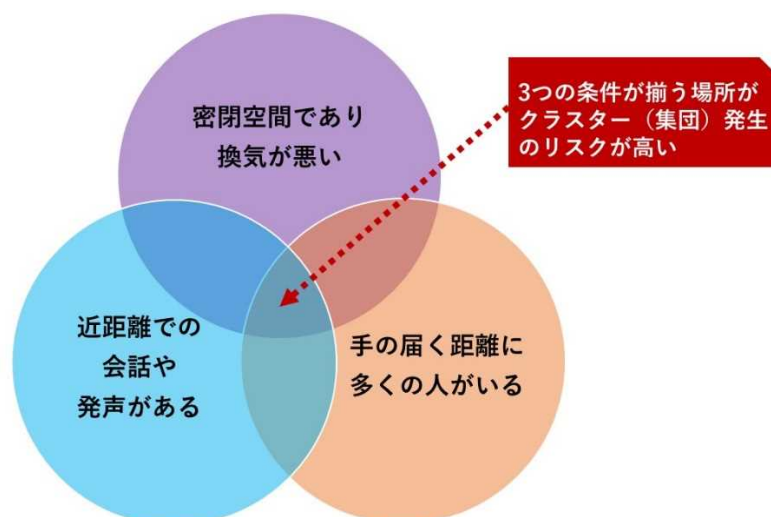 密閉空間であり
換気が悪い
3つの条件が揃う場所が
クラスター（集団）発生
のリスクが高い
近距離での
会話や
発声がある
手の届く距離に
多くの人がいる